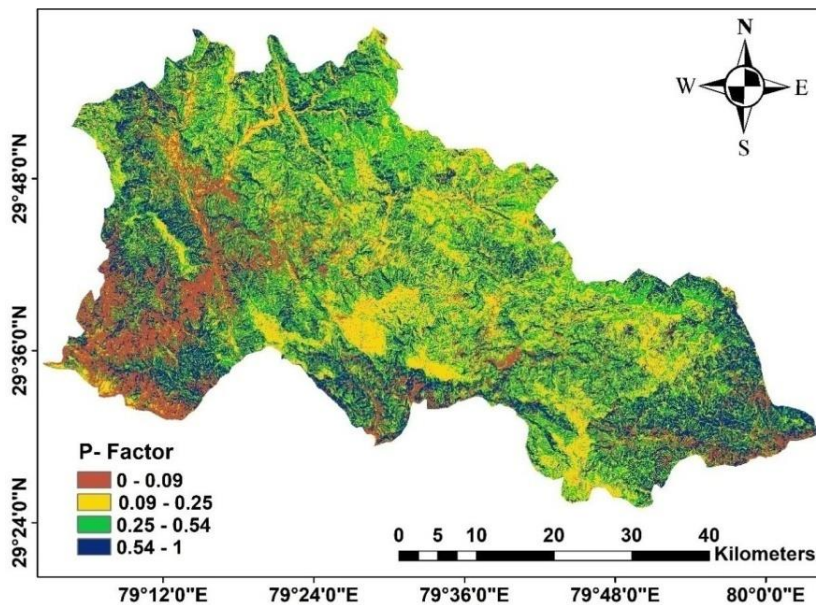 N
W E
S
29°48'0"N
29°36'0"N
29°24'0"N
P- Factor
0 - 0.09
0.09 - 0.25
0.25 - 0.54
0.54 - 1
0 5 10 20 30 40
Kilometers
79°12'0"E 79°24'0"E 79°36'0"E 79°48'0"E 80°0'0"E